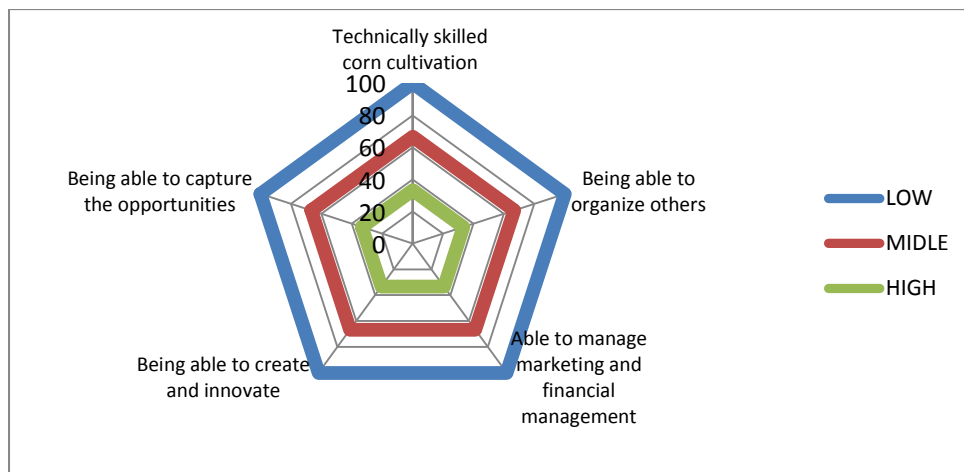 Technically skilled
corn cultivation
100
80
60
40
20
0
Being able to
organize others
Able to manage
marketing and
financial
management
Being able to create
and innovate
Being able to capture
the opportunities
LOW
MIDLE
HIGH